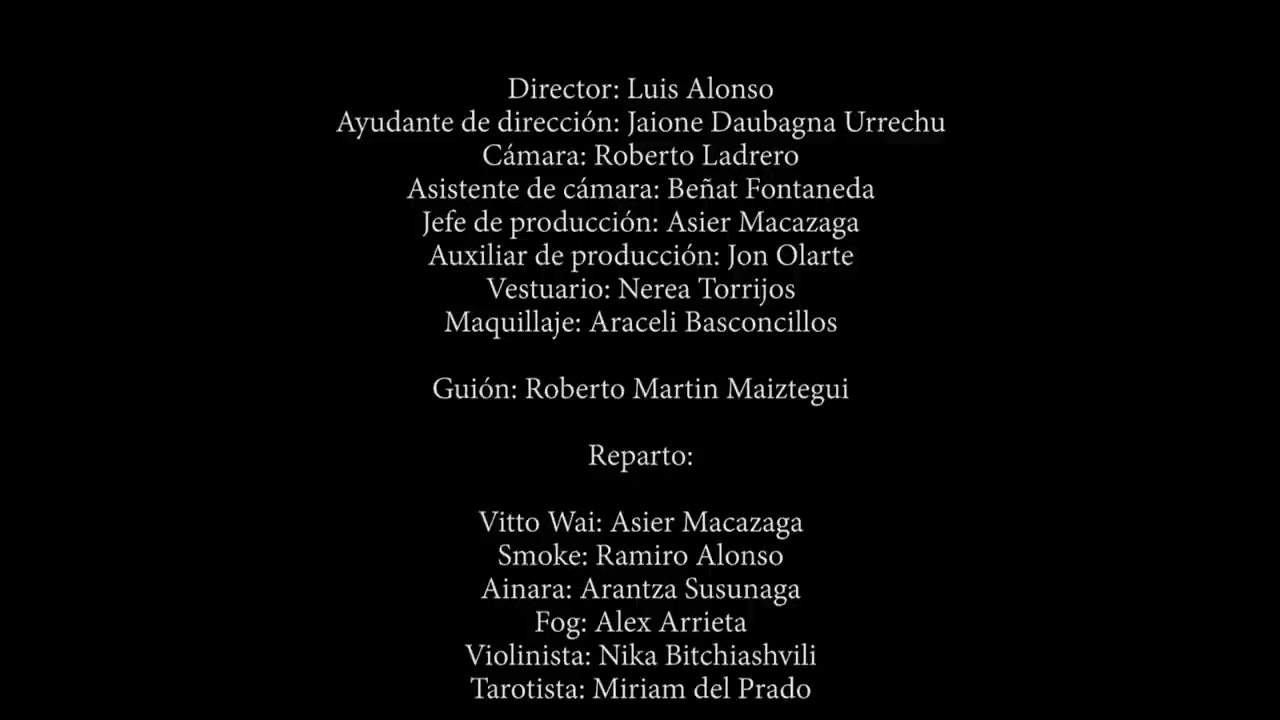 Director: Luis Alonso
Ayudante de dirección: Jaione Daubagna Urrechu
Cámara: Roberto Ladrero
Asistente de cámara: Beñat Fontaneda
Jefe de producción: Asier Macazaga
Auxiliar de producción: Jon Olarte
Vestuario: Nerea Torrijos
Maquillaje: Araceli Basconcillos
Guión: Roberto Martin Maiztegui
Reparto:
Vitto Wai: Asier Macazaga
Smoke: Ramiro Alonso
Ainara: Arantza Susunaga
Fog: Alex Arrieta
Violinista: Nika Bitchiashvili
Tarotista: Miriam del Prado